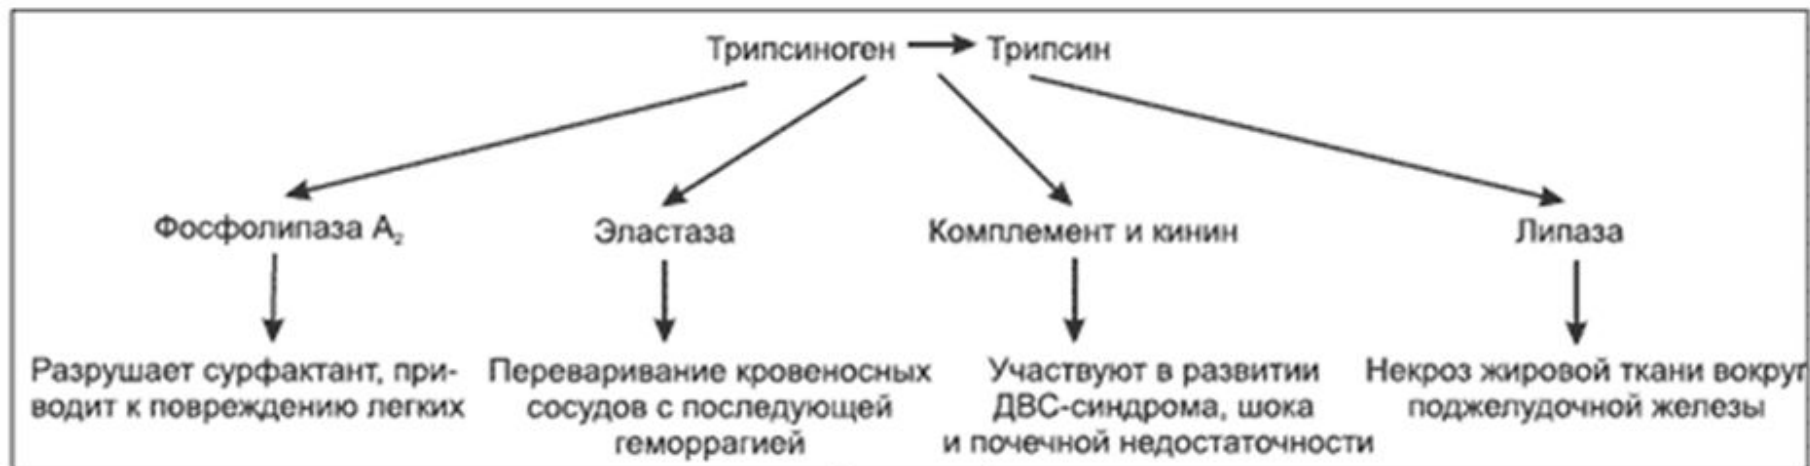 Трипсиноген Трипсин
Фосфолипаза А₂
Эластаза
Комплемент и кинин
Липаза
Разрушает сурфактант, при-
водит к повреждению легких
Переваривание кровеносных
сосудов с последующей
геморрагией
Участвуют в развитии
ДВС-синдрома, шока
и почечной недостаточности
Некроз жировой ткани вокруг
поджелудочной железы